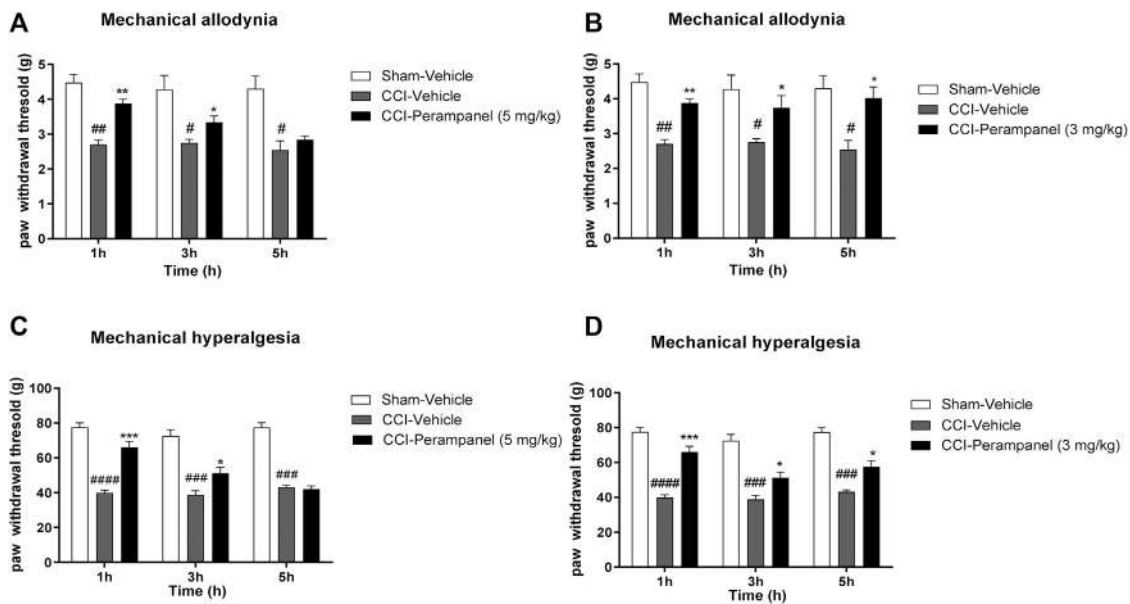 A
Mechanical allodynia
paw withdrawal thresold (g)
5
4
3
2
1
0
**
##
*
#
#
1h
3h
5h
Time (h)
Sham-Vehicle
CCI-Vehicle
CCI-Perampanel (5 mg/kg)
B
Mechanical allodynia
paw withdrawal thresold (g)
5
4
3
2
1
0
**
##
*
#
*
#
1h
3h
5h
Time (h)
Sham-Vehicle
CCI-Vehicle
CCI-Perampanel (3 mg/kg)
C
Mechanical hyperalgesia
paw withdrawal thresold (g)
100
80
60
40
20
0
***
####
*
###
###
1h
3h
5h
Time (h)
Sham-Vehicle
CCI-Vehicle
CCI-Perampanel (5 mg/kg)
D
Mechanical hyperalgesia
paw withdrawal thresold (g)
100
80
60
40
20
0
***
####
*
###
*
###
1h
3h
5h
Time (h)
Sham-Vehicle
CCI-Vehicle
CCI-Perampanel (3 mg/kg)